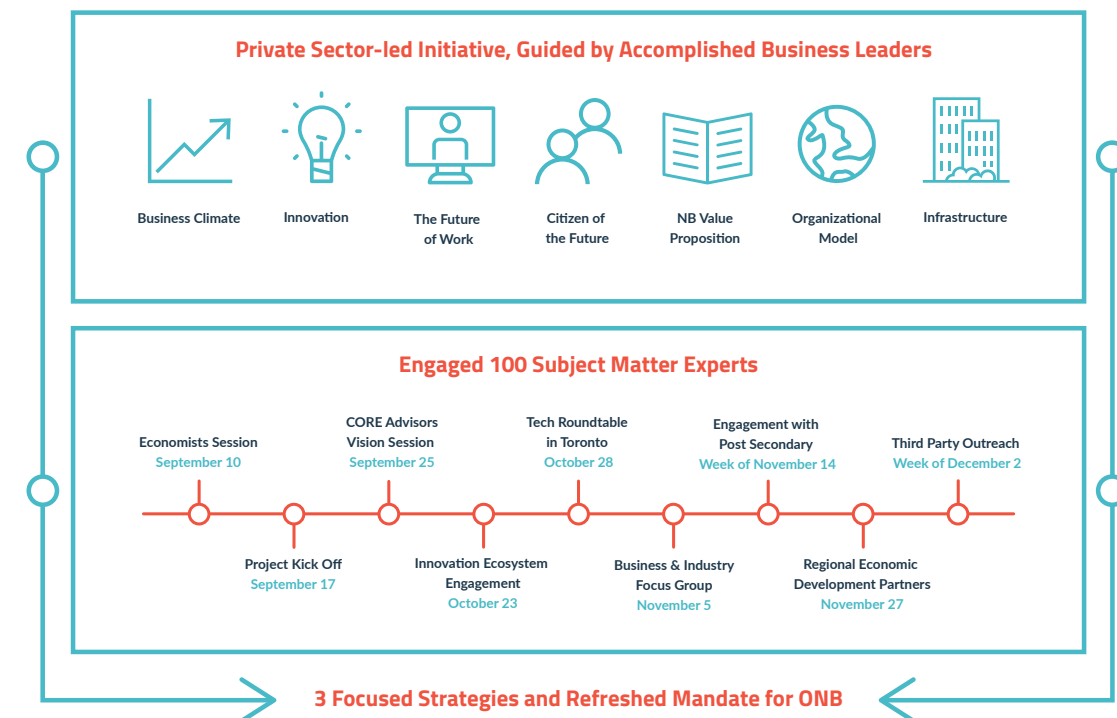 Private Sector-led Initiative, Guided by Accomplished Business Leaders
Business Climate
Innovation
The Future
of Work
Citizen of
the Future
NB Value
Proposition
Organizational
Model
Infrastructure
Engaged 100 Subject Matter Experts
Economists Session
September 10
Project Kick Off
September 17
CORE Advisors
Vision Session
September 25
Innovation Ecosystem
Engagement
October 23
Tech Roundtable
in Toronto
October 28
Business & Industry
Focus Group
November 5
Engagement with
Post Secondary
Week of November 14
Regional Economic
Development Partners
November 27
Third Party Outreach
Week of December 2
3 Focused Strategies and Refreshed Mandate for ONB